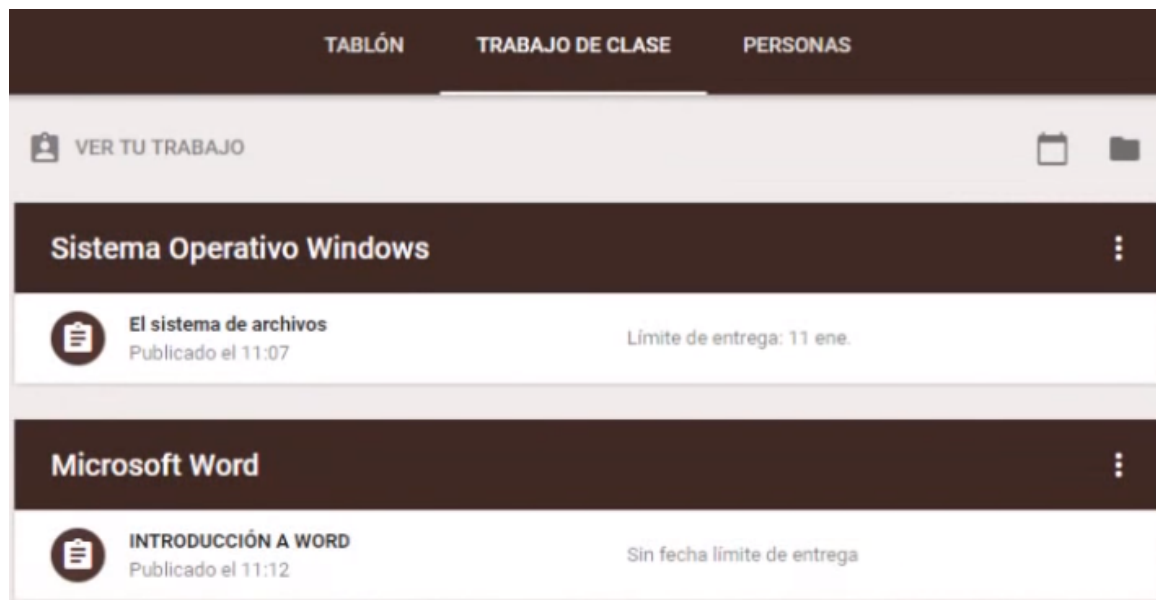 TABLÓN TRABAJO DE CLASE PERSONAS
VER TU TRABAJO
Sistema Operativo Windows
El sistema de archivos
Publicado el 11:07
Límite de entrega: 11 ene.
Microsoft Word
INTRODUCCIÓN A WORD
Publicado el 11:12
Sin fecha límite de entrega